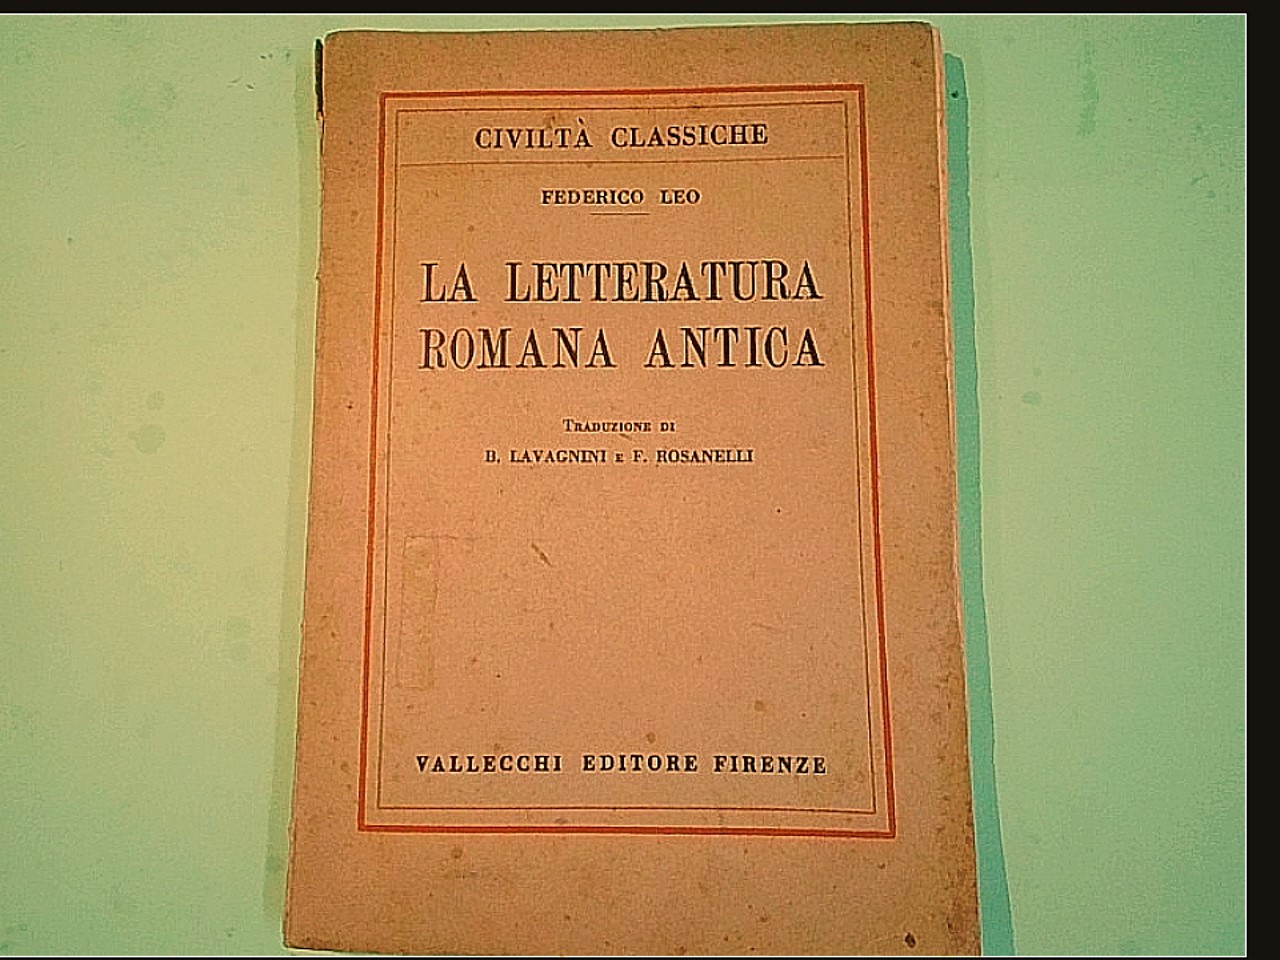 CIVILTÀ CLASSICHE
FEDERICO LEO
LA LETTERATURA
ROMANA ANTICA
TRADUZIONE DI
B. LAVAGNINI E F. ROSANELLI
VALLECCHI EDITORE FIRENZE